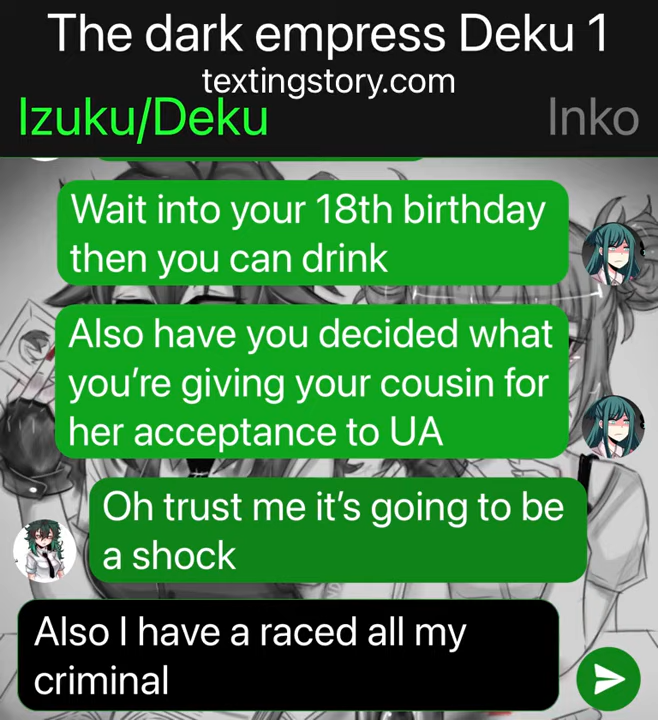 The dark empress Deku 1
textingstory.com
Izuku/Deku
Inko
Wait into your 18th birthday
then you can drink
Also have you decided what
you're giving your cousin for
her acceptance to UA
Oh trust me it's going to be
a shock
Also I have a raced all my
criminal